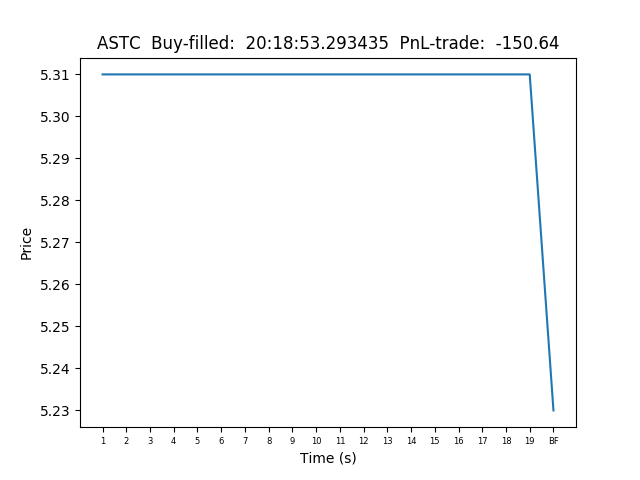 ASTC  Buy-filled:  20:18:53.293435  PnL-trade:  -150.64
5.31
5.30
5.29
5.28
5.27
5.26
5.25
5.24
5.23
Price
1 2 3 4 5 6 7 8 9 10 11 12 13 14 15 16 17 18 19 BF
Time (s)